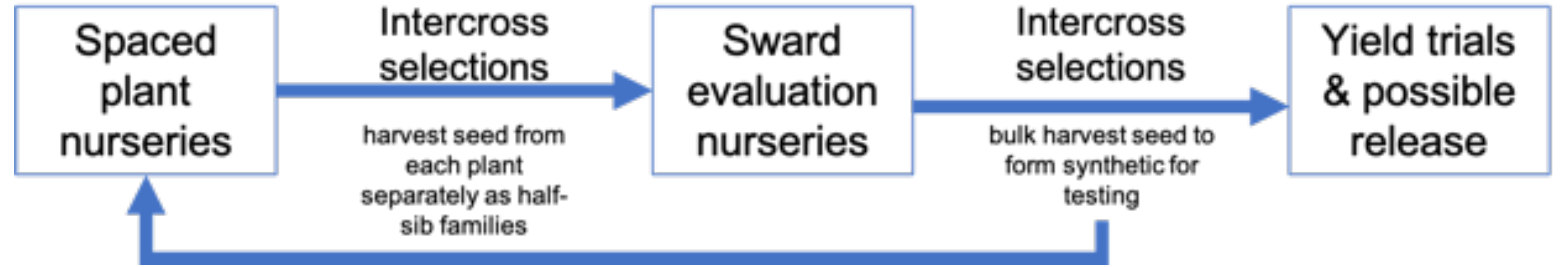 Spaced
plant
nurseries
Intercross
selections
harvest seed from
each plant
separately as half-
sib families
Sward
evaluation
nurseries
Intercross
selections
bulk harvest seed to
form synthetic for
testing
Yield trials
& possible
release